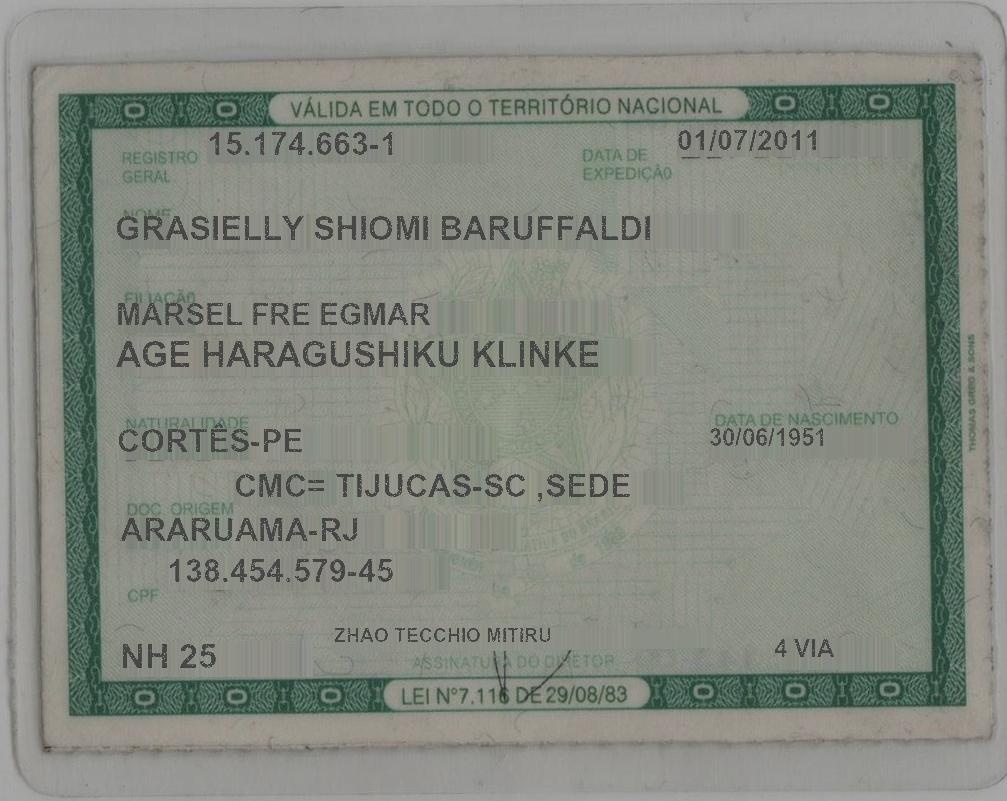 VÁLIDA EM TODO O TERRITÓRIO NACIONAL
REGISTRO GERAL 15.174.663-1
DATA DE EXPEDIÇÃO 01/07/2011
NOME
GRASIELLY SHIOMI BARUFFALDI
FILIAÇÃO
MARSEL FRE EGMAR
AGE HARAGUSHIKU KLINKE
NATURALIDADE
CORTÊS-PE
DATA DE NASCIMENTO
30/06/1951
CMC= TIJUCAS-SC ,SEDE
DOC. ORIGEM
ARARUAMA-RJ
138.454.579-45
CPF
ZHAO TECCHIO MITIRU
NH 25
4 VIA
ASSINATURA DO DIRETOR
LEI N°7.116 DE 29/08/83
THOMAS GREG & SONS